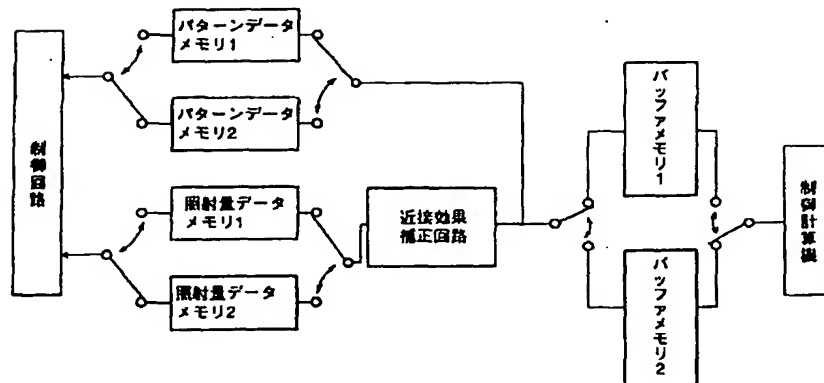 制御回路
パターンデータ
メモリ1
パターンデータ
メモリ2
照射量データ
メモリ1
照射量データ
メモリ2
近接効果
補正回路
バッファメモリ1
バッファメモリ2
制御計算機